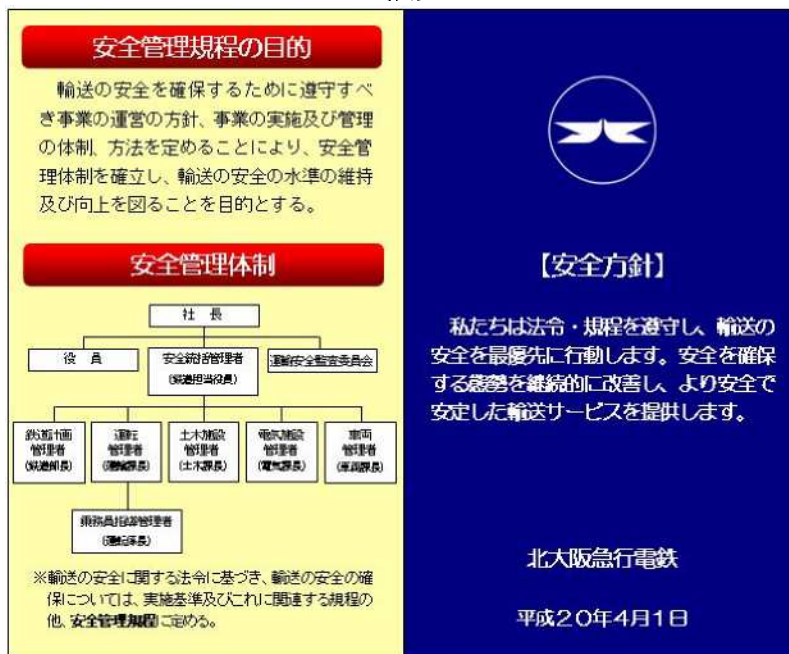 安全管理規程の目的
輸送の安全を確保するために遵守すべ
き事業の運営の方針、事業の実施及び管理
の体制、方法を定めることにより、安全管
理体制を確立し、輸送の安全の水準の維持
及び向上を図ることを目的とする。
安全管理体制
社 長
役 員
安全統括管理者
(鉄道担当役員)
運輸安全監査委員会
鉄道計画
管理者
(鉄道部長)
運転
管理者
(運輸課長)
土木施設
管理者
(土木課長)
電気施設
管理者
(電気課長)
車両
管理者
(車両課長)
乗務員指導管理者
(運転係長)
※輸送の安全に関する法令に基づき、輸送の安全の確
保については、実施基準及びこれに関連する規程の
他、安全管理規程に定める。
【安全方針】
私たちは法令・規程を遵守し、輸送の
安全を最優先に行動します。安全を確保
する態勢を継続的に改善し、より安全で
安定した輸送サービスを提供します。
北大阪急行電鉄
平成20年4月1日